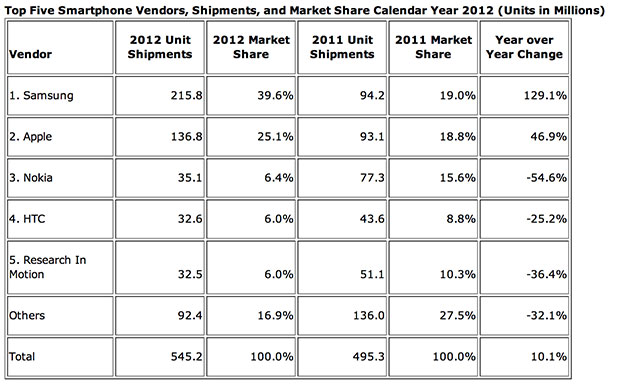 Top Five Smartphone Vendors, Shipments, and Market Share Calendar Year 2012 (Units in Millions)
Vendor 2012 Unit Shipments 2012 Market Share 2011 Unit Shipments 2011 Market Share Year over Year Change
1. Samsung 215.8 39.6% 94.2 19.0% 129.1%
2. Apple 136.8 25.1% 93.1 18.8% 46.9%
3. Nokia 35.1 6.4% 77.3 15.6% -54.6%
4. HTC 32.6 6.0% 43.6 8.8% -25.2%
5. Research In Motion 32.5 6.0% 51.1 10.3% -36.4%
Others 92.4 16.9% 136.0 27.5% -32.1%
Total 545.2 100.0% 495.3 100.0% 10.1%